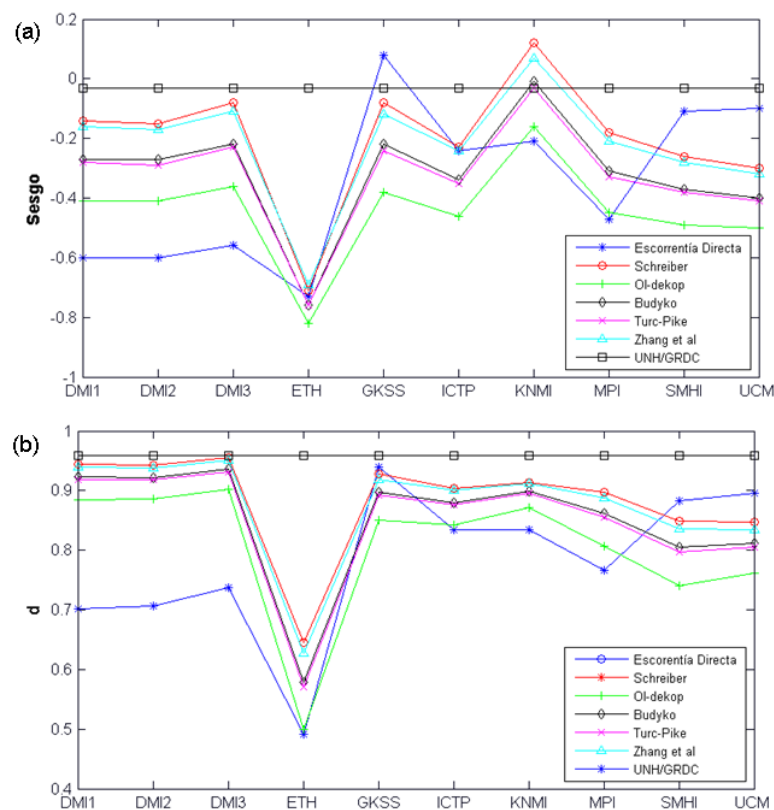 (a)
0.2
0
-0.2
-0.4
-0.6
-0.8
-1
Sesgo
Escorrentía Directa
Schreiber
Ol-dekop
Budyko
Turc-Pike
Zhang et al
UNH/GRDC
DMI1 DMI2 DMI3 ETH GKSS ICTP KNMI MPI SMHI UCM
(b)
1
0.9
0.8
0.7
0.6
0.5
0.4
d
Escorentía Directa
Schreiber
Ol-dekop
Budyko
Turc-Pike
Zhang et al
UNH/GRDC
DMI1 DMI2 DMI3 ETH GKSS ICTP KNMI MPI SMHI UCM